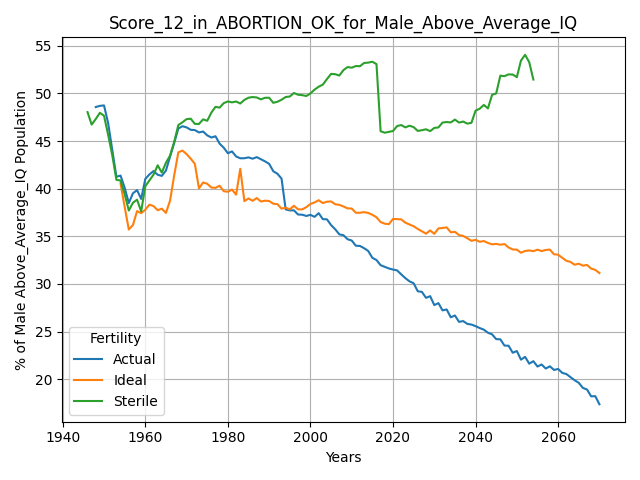 Score_12_in_ABORTION_OK_for_Male_Above_Average_IQ
% of Male Above_Average_IQ Population
55
50
45
40
35
30
25
20
Fertility
Actual
Ideal
Sterile
1940
1960
1980
2000
2020
2040
2060
Years